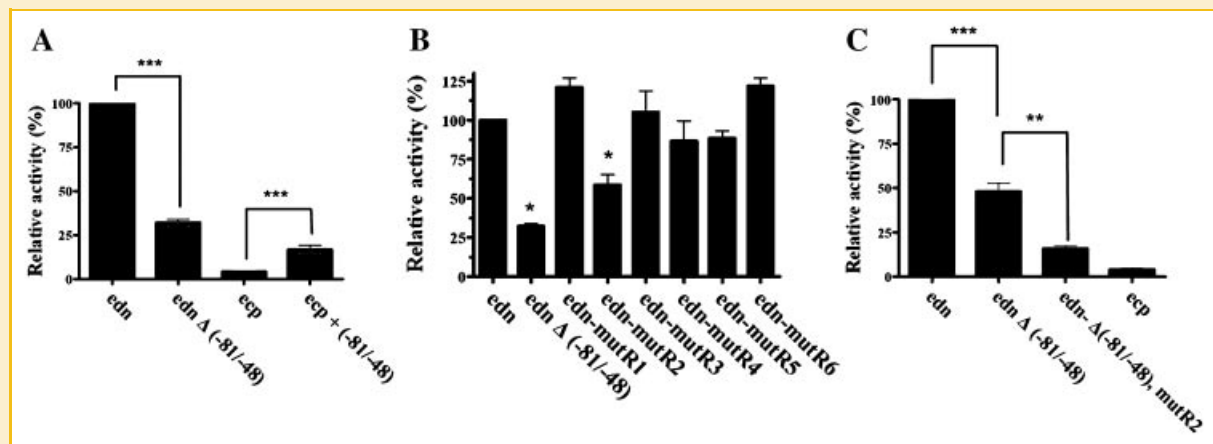 A
Relative activity (%)
100
75
50
25
0
***
***
edn
edn Δ (-81/-48)
ecp
ecp + (-81/-48)
B
Relative activity (%)
125
100
75
50
25
0
*
*
edn
edn Δ (-81/-48)
edn-mutR1
edn-mutR2
edn-mutR3
edn-mutR4
edn-mutR5
edn-mutR6
C
Relative activity (%)
100
75
50
25
0
***
**
edn
edn Δ
(-81/-48)
edn- Δ(-81/-48), mutR2
ecp